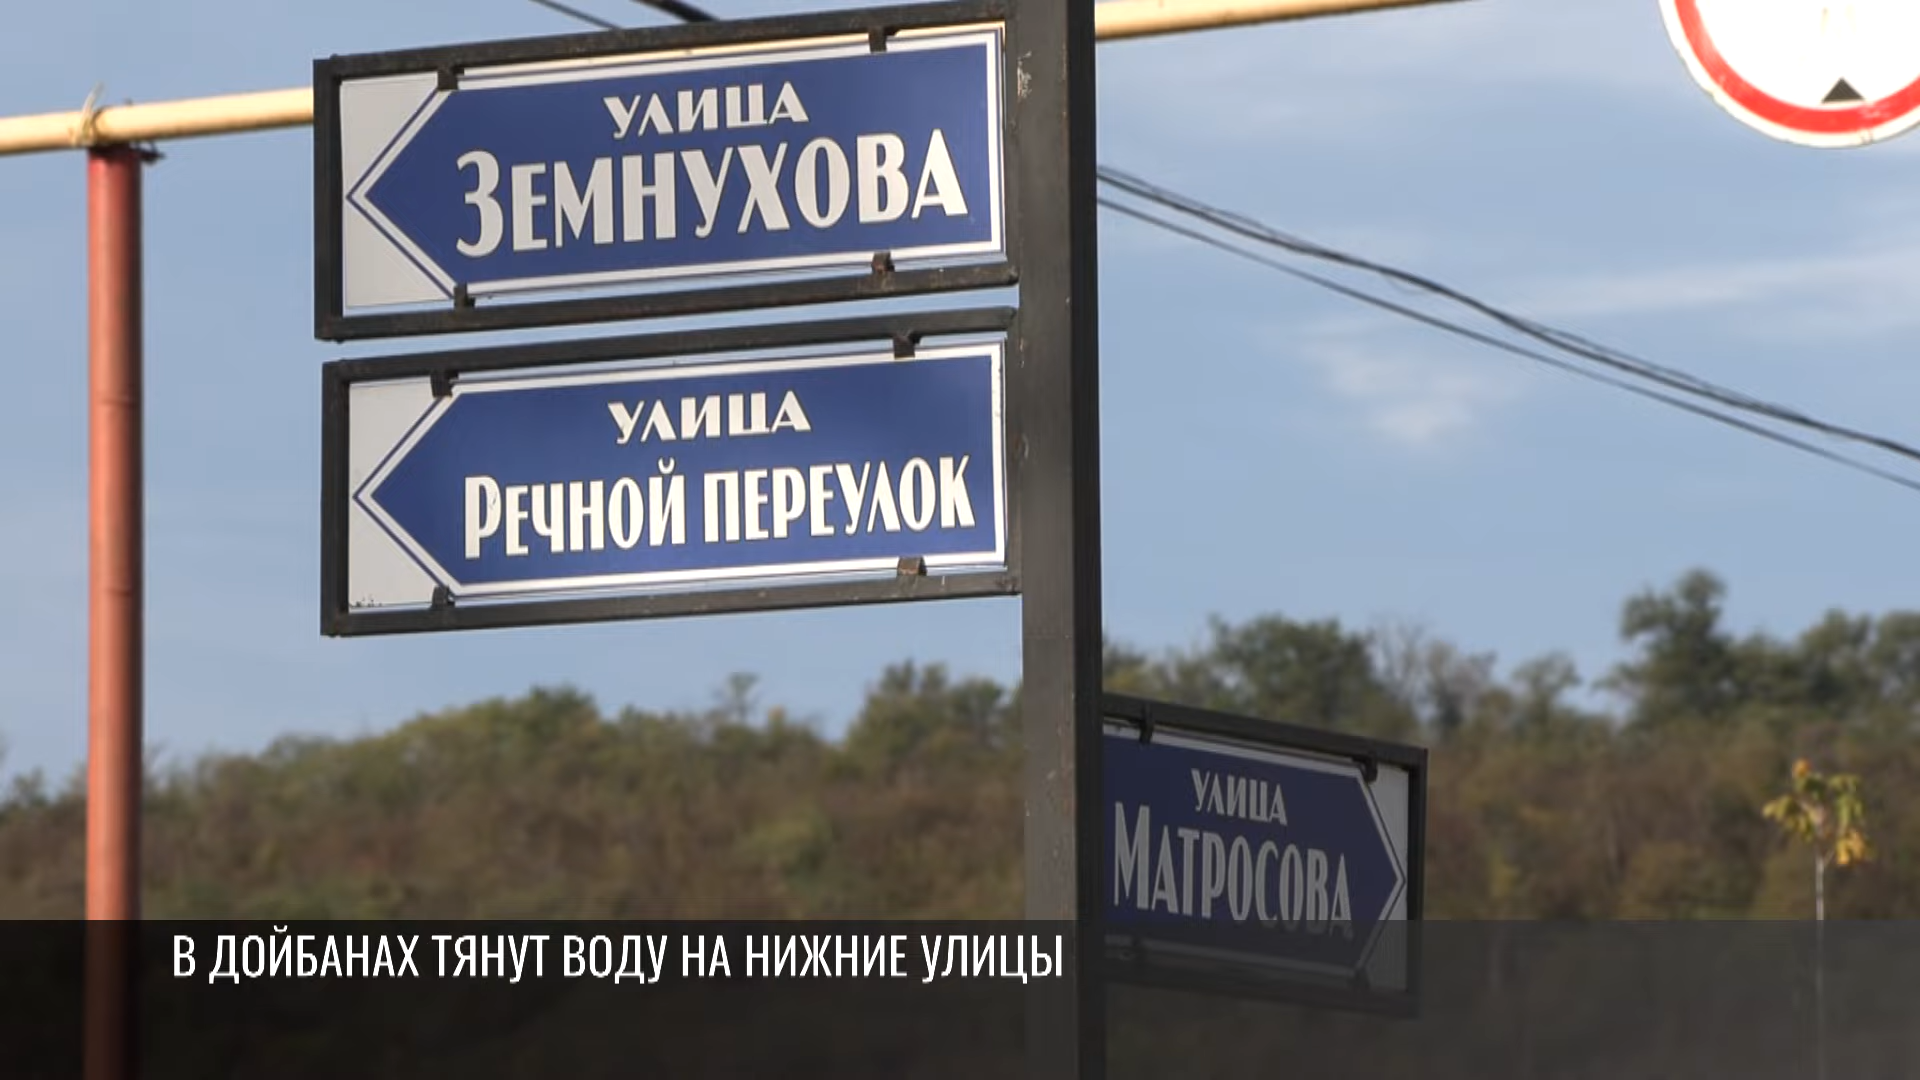 УЛИЦА
ЗЕМНУХОВА
УЛИЦА
РЕЧНОЙ ПЕРЕУЛОК
УЛИЦА
МАТРОСОВА
В ДОЙБАНАХ ТЯНУТ ВОДУ НА НИЖНИЕ УЛИЦЫ